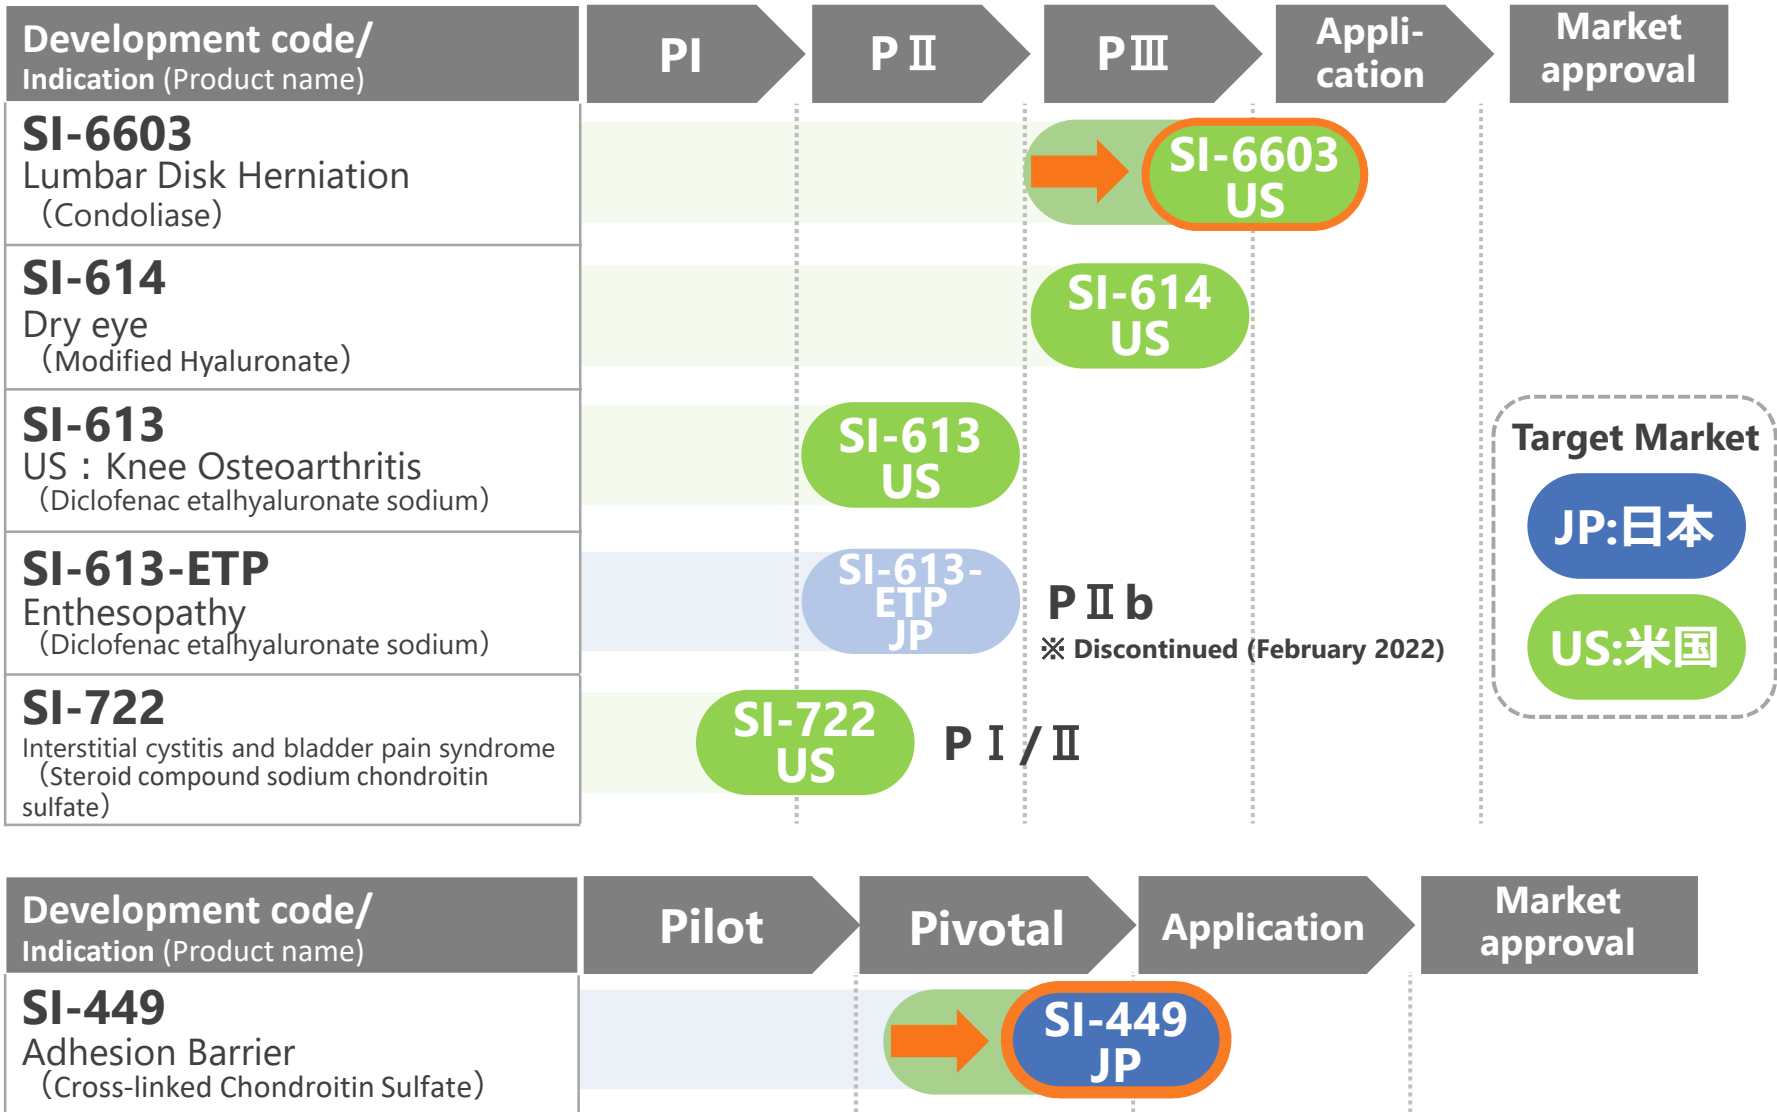 Development code/
Indication (Product name)
PI
PⅡ
PⅢ
Appli-
cation
Market
approval
SI-6603
Lumbar Disk Herniation
（Condoliase）
SI-6603
US
SI-614
Dry eye
（Modified Hyaluronate）
SI-614
US
SI-613
US：Knee Osteoarthritis
（Diclofenac etalhyaluronate sodium）
SI-613
US
SI-613-ETP
Enthesopathy
（Diclofenac etalhyaluronate sodium）
SI-613-
ETP
JP
PⅡb
※ Discontinued (February 2022)
SI-722
Interstitial cystitis and bladder pain syndrome
（Steroid compound sodium chondroitin
sulfate）
SI-722
US
PⅠ/Ⅱ
Target Market
JP:日本
US:米国
Development code/
Indication (Product name)
Pilot
Pivotal
Application
Market
approval
SI-449
Adhesion Barrier
（Cross-linked Chondroitin Sulfate）
SI-449
JP